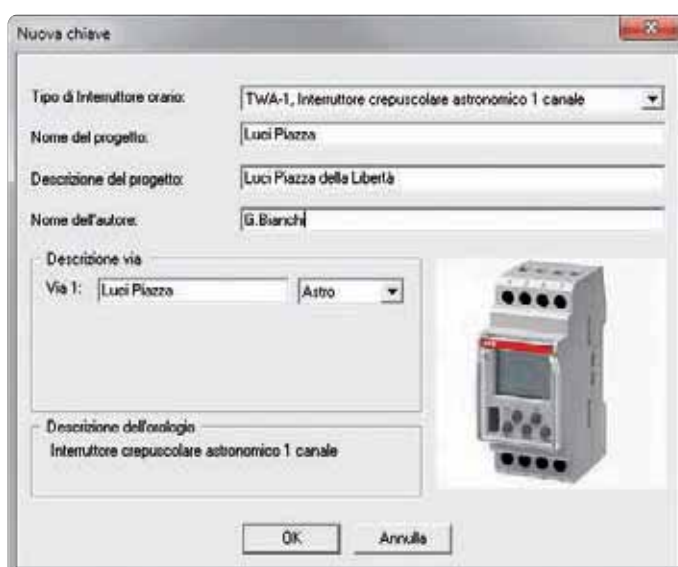 Nuova chiave
Tipo di Interruttore orario: TWA-1, Interruttore crepuscolare astronomico 1 canale
Nome del progetto: Luci Piazza
Descrizione del progetto: Luci Piazza della Libertà
Nome dell'autore: G.Bianchi
Descrizione via
Via 1: Luci Piazza Astro
Descrizione dell'orologio
Interruttore crepuscolare astronomico 1 canale
OK Annulla